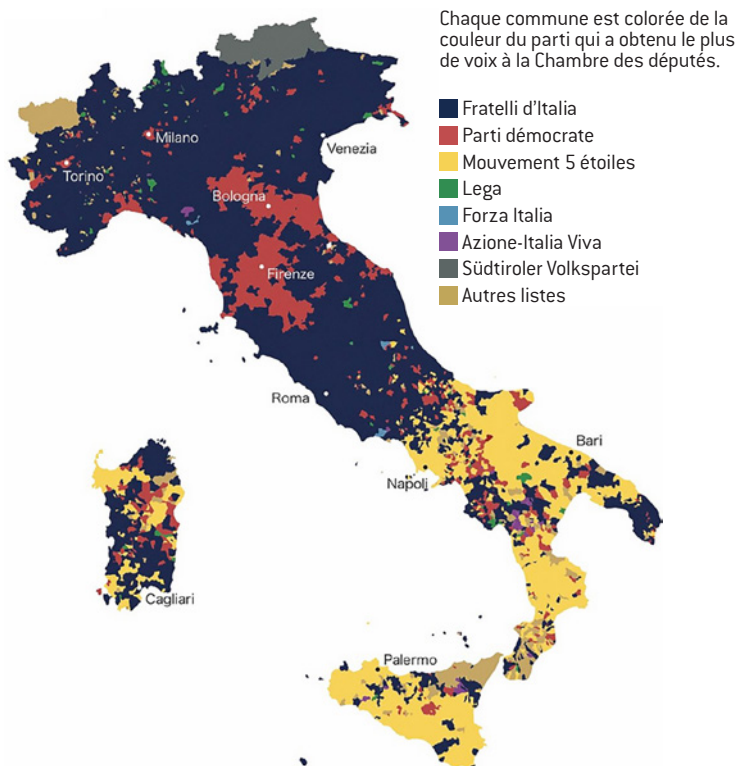 Chaque commune est colorée de la
couleur du parti qui a obtenu le plus
de voix à la Chambre des députés.
Fratelli d'Italia
Parti démocrate
Mouvement 5 étoiles
Lega
Forza Italia
Azione-Italia Viva
Südtiroler Volkspartei
Autres listes
Milano
Venezia
Torino
Bologna
Firenze
Roma
Bari
Napoli
Cagliari
Palermo